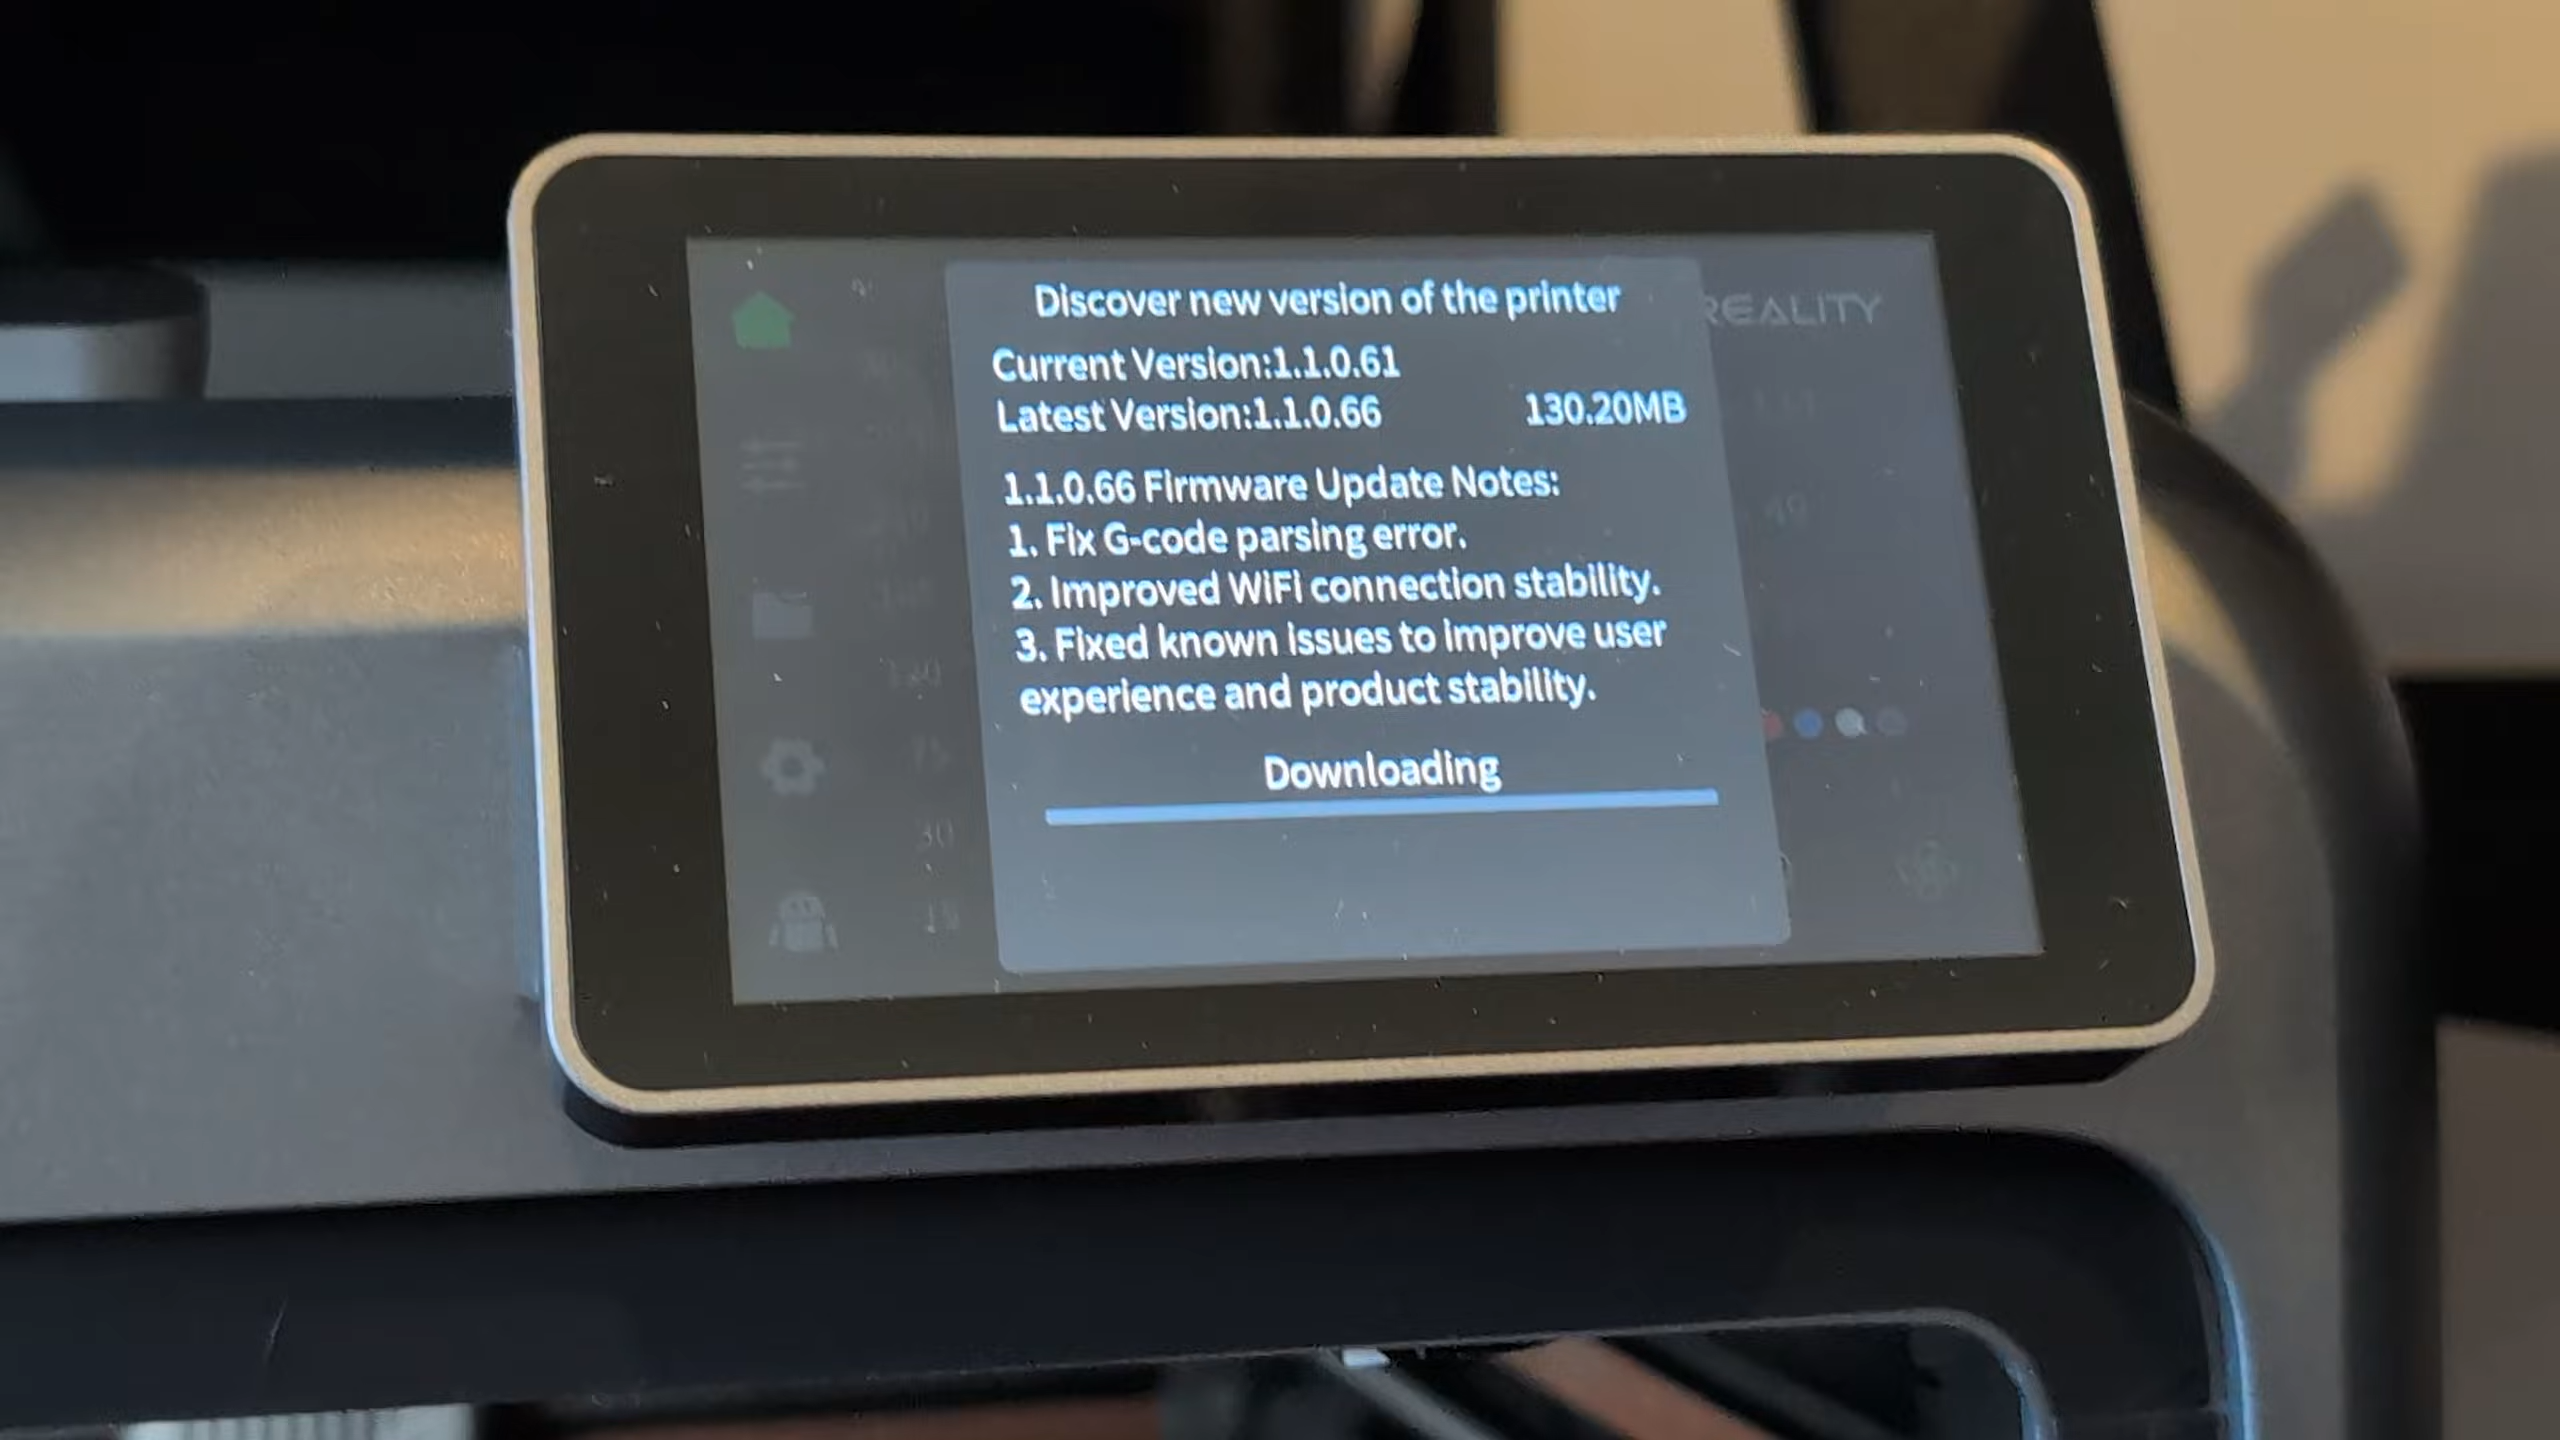 Discover new version of the printer
REALITY
Current Version:1.1.0.61
Latest Version:1.1.0.66 130.20MB
1.1.0.66 Firmware Update Notes:
1. Fix G-code parsing error.
2. Improved WiFi connection stability.
3. Fixed known issues to improve user
experience and product stability.
Downloading
30